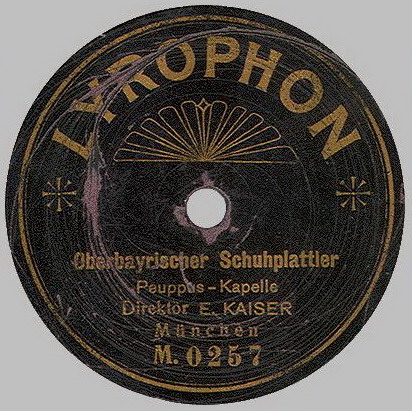 LYROPHON
Oberbayrischer Schuhplattler
Peuppus-Kapelle
Direktor E. KAISER
München
M. 0257